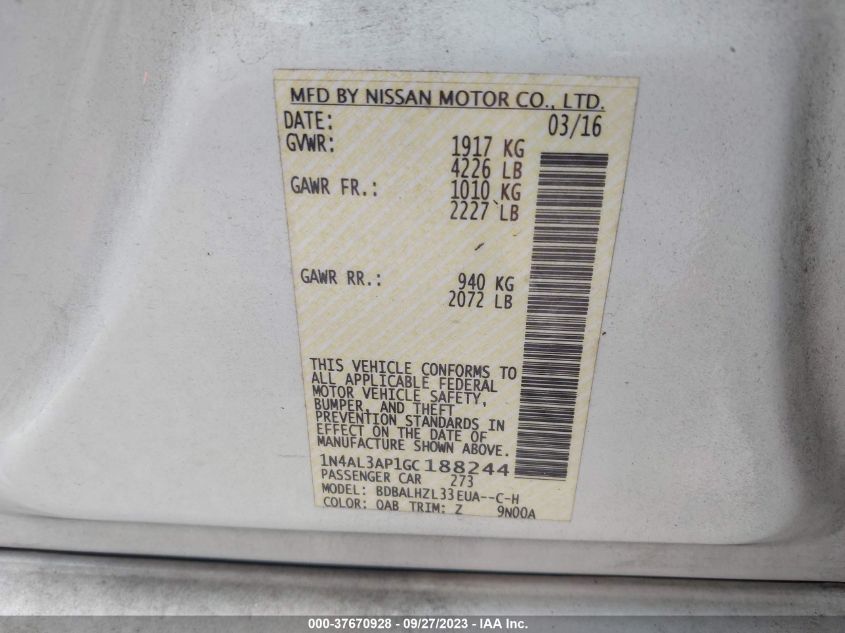 MFD BY NISSAN MOTOR CO., LTD.
DATE: 03/16
GVWR: 1917 KG
4226 LB
GAWR FR.: 1010 KG
2227 LB
GAWR RR.: 940 KG
2072 LB
THIS VEHICLE CONFORMS TO
ALL APPLICABLE FEDERAL
MOTOR VEHICLE SAFETY,
BUMPER, AND THEFT
PREVENTION STANDARDS IN
EFFECT ON THE DATE OF
MANUFACTURE SHOWN ABOVE.
1N4AL3AP1GC188244
PASSENGER CAR 273
MODEL: BDBALHZL33EUA--C-H
COLOR: QAB TRIM: Z 9N00A
000-37670928 - 09/27/2023 - IAA Inc.